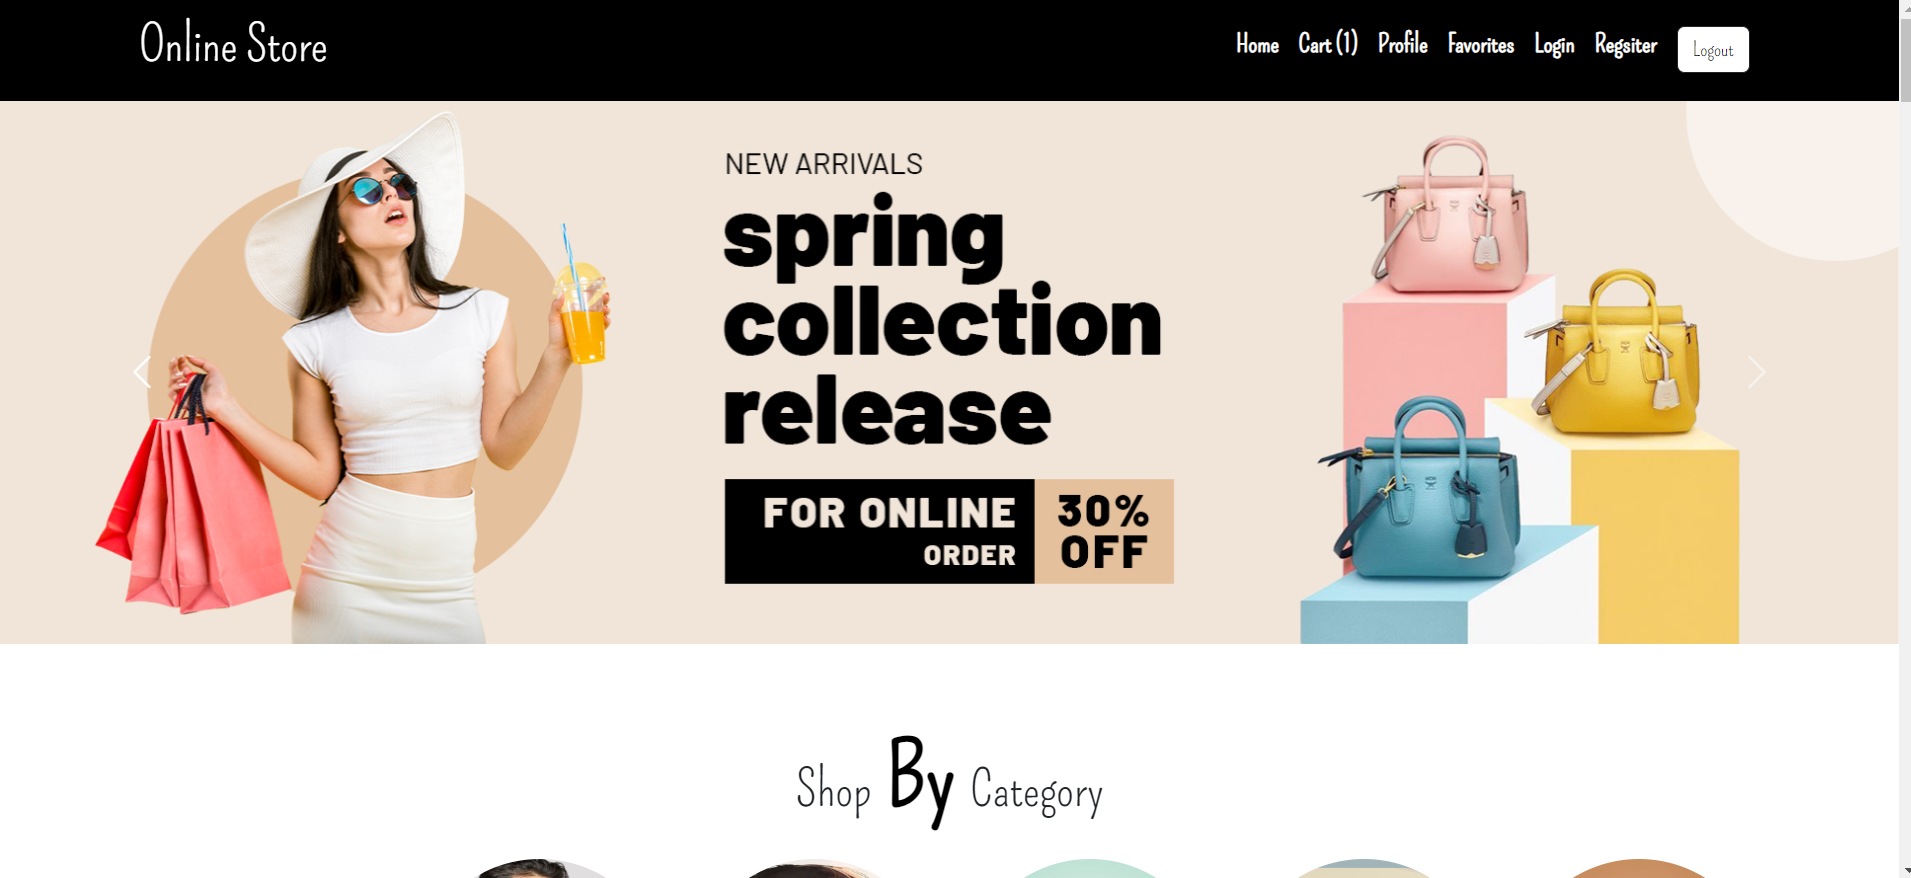 Online Store
Home Cart (1) Profile Favorites Login Regsiter Logout
NEW ARRIVALS
spring
collection
release
FOR ONLINE
ORDER
30%
OFF
Shop By Category